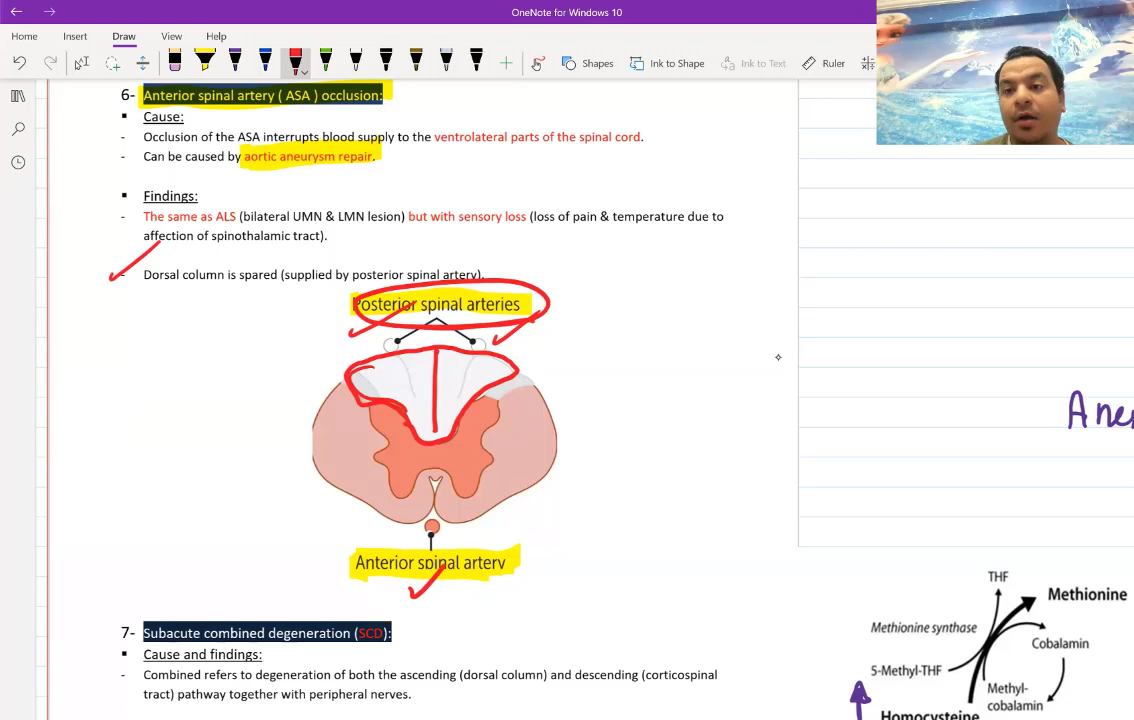 OneNote for Windows 10
Home Insert Draw View Help
Shapes Ink to Shape Ink to Text Ruler
6- Anterior spinal artery ( ASA ) occlusion:
▪ Cause:
- Occlusion of the ASA interrupts blood supply to the ventrolateral parts of the spinal cord.
- Can be caused by aortic aneurysm repair.
▪ Findings:
- The same as ALS (bilateral UMN & LMN lesion) but with sensory loss (loss of pain & temperature due to
affection of spinothalamic tract).
- Dorsal column is spared (supplied by posterior spinal artery).
Posterior spinal arteries
Anterior spinal artery
7- Subacute combined degeneration (SCD):
▪ Cause and findings:
- Combined refers to degeneration of both the ascending (dorsal column) and descending (corticospinal
tract) pathway together with peripheral nerves.
THF
Methionine
Methionine synthase
Cobalamin
5-Methyl-THF
Methyl-
cobalamin
Homocysteine